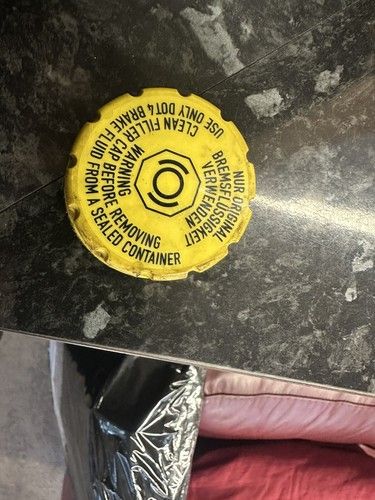 WARNING
CLEAN FILLER CAP BEFORE REMOVING
USE ONLY DOT4 BRAKE FLUID FROM A SEALED CONTAINER
NUR ORIGINAL
BREMSFLÜSSIGKEIT
VERWENDEN